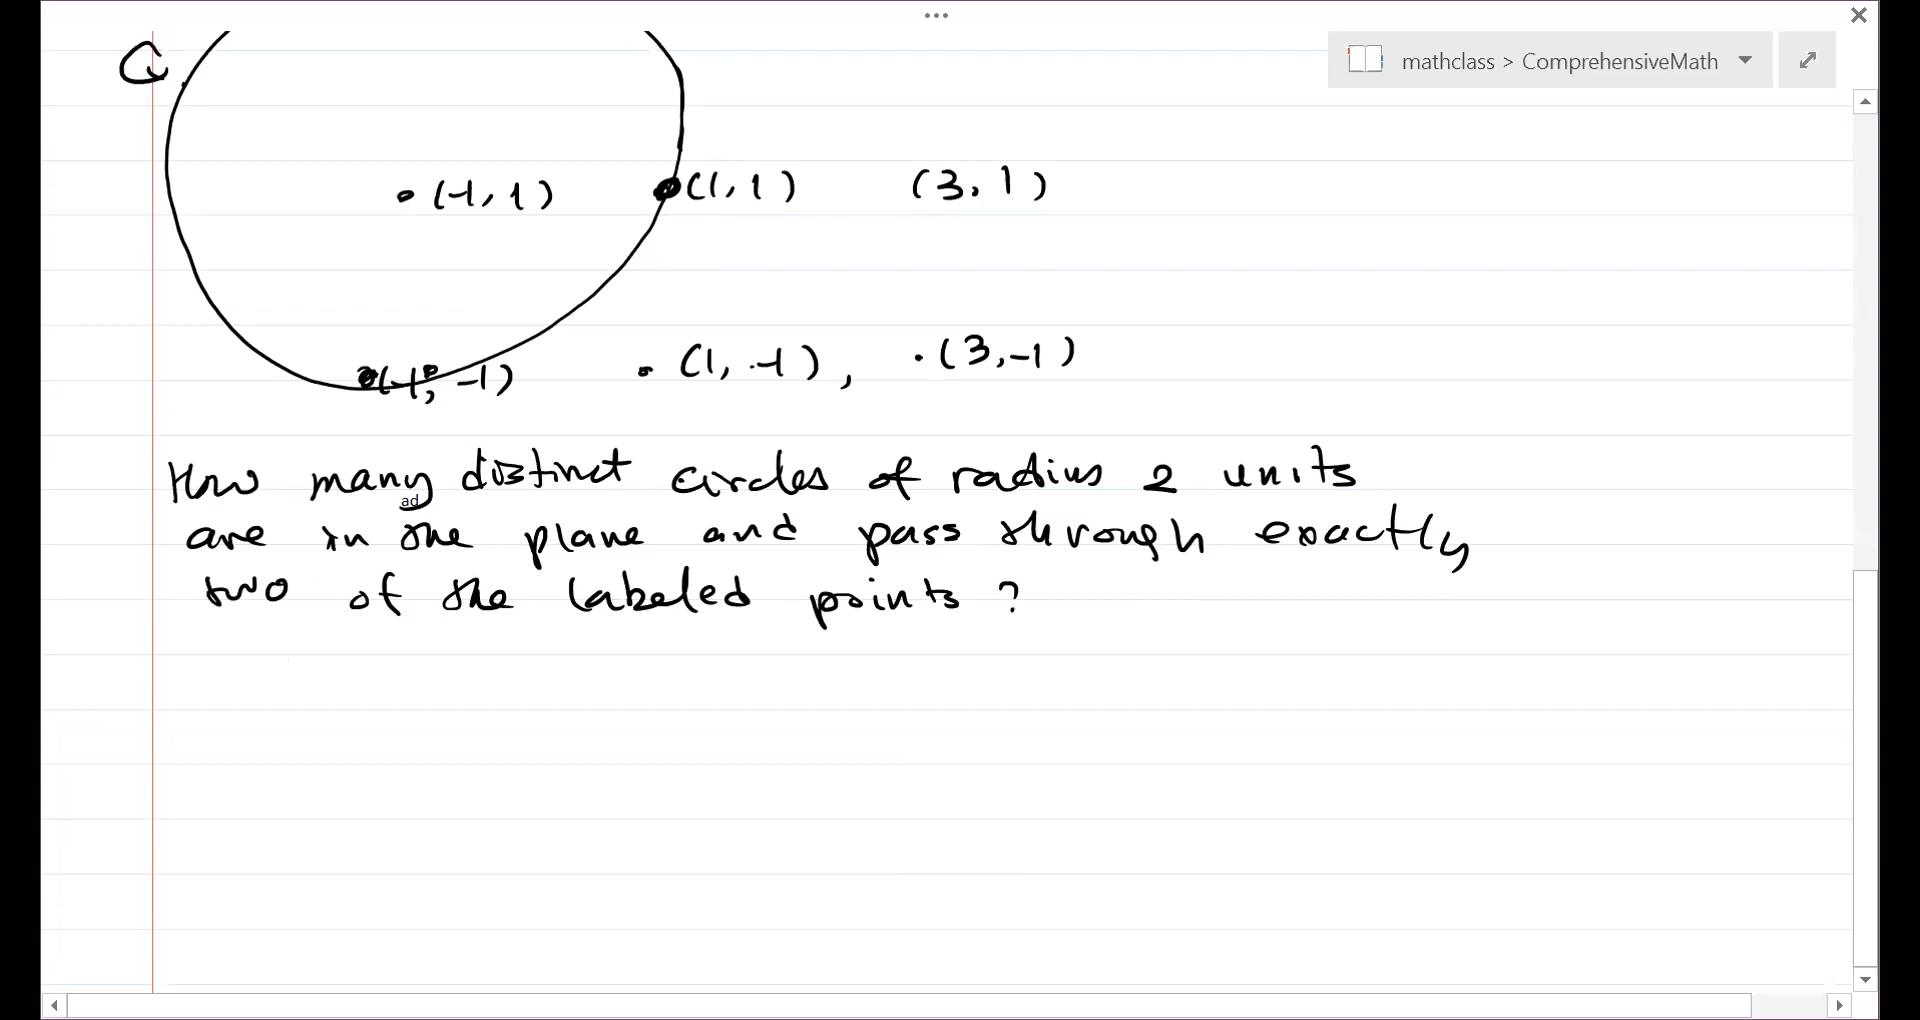 mathclass > ComprehensiveMath
Q
(-1, 1) (1, 1) (3, 1)
(-1, -1) (1, -1), (3, -1)
How many distinct circles of radius 2 units
ad
are in the plane and pass through exactly
two of the labeled points ?